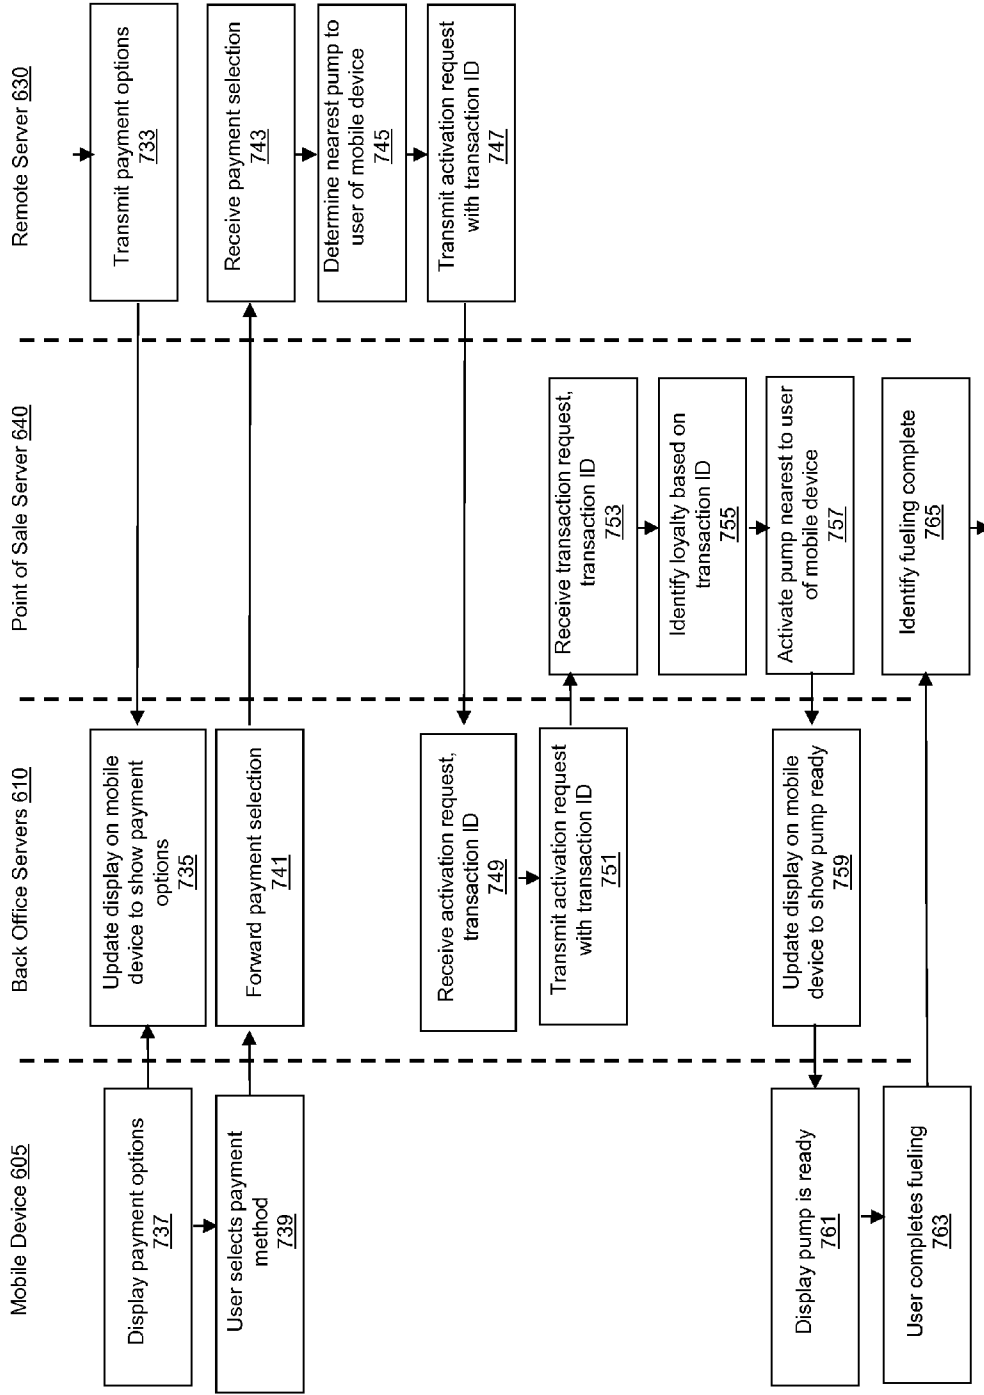 Mobile Device 605
Back Office Servers 610
Point of Sale Server 640
Remote Server 630
Transmit payment options
733
Update display on mobile
device to show payment
options
735
Display payment options
737
User selects payment
method
739
Forward payment selection
741
Receive payment selection
743
Determine nearest pump to
user of mobile device
745
Transmit activation request
with transaction ID
747
Receive activation request,
transaction ID
749
Transmit activation request
with transaction ID
751
Receive transaction request,
transaction ID
753
Identify loyalty based on
transaction ID
755
Activate pump nearest to user
of mobile device
757
Update display on mobile
device to show pump ready
759
Display pump is ready
761
User completes fueling
763
Identify fueling complete
765